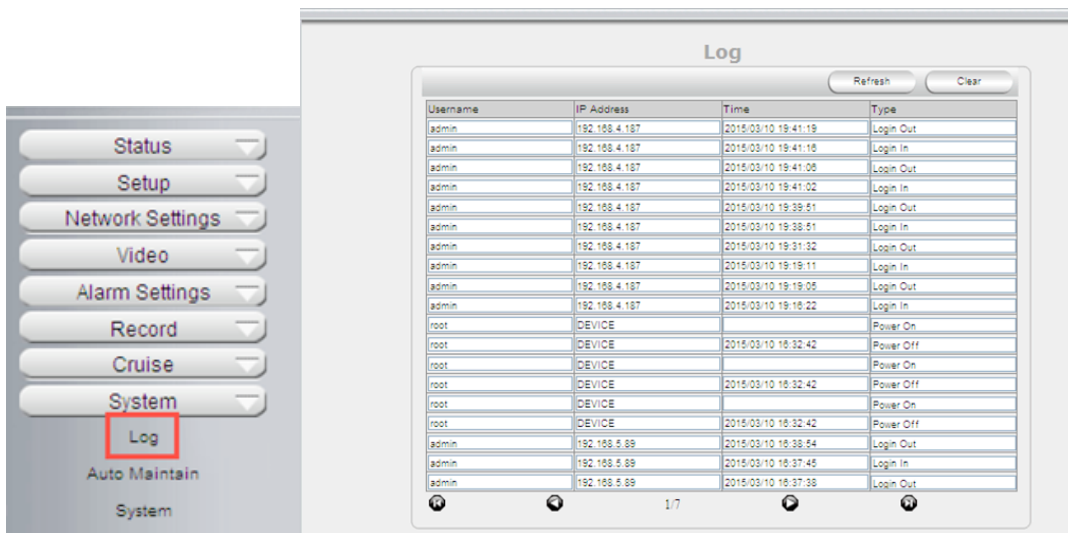 Status
Setup
Network Settings
Video
Alarm Settings
Record
Cruise
System
Log
Auto Maintain
System
Log
Refresh Clear
Username IP Address Time Type
admin 192.168.4.187 2015/03/10 19:41:19 Login Out
admin 192.168.4.187 2015/03/10 19:41:16 Login In
admin 192.168.4.187 2015/03/10 19:41:06 Login Out
admin 192.168.4.187 2015/03/10 19:41:02 Login In
admin 192.168.4.187 2015/03/10 19:39:51 Login Out
admin 192.168.4.187 2015/03/10 19:38:51 Login In
admin 192.168.4.187 2015/03/10 19:31:32 Login Out
admin 192.168.4.187 2015/03/10 19:19:11 Login In
admin 192.168.4.187 2015/03/10 19:19:05 Login Out
admin 192.168.4.187 2015/03/10 19:16:22 Login In
root DEVICE Power On
root DEVICE 2015/03/10 16:32:42 Power Off
root DEVICE Power On
root DEVICE 2015/03/10 16:32:42 Power Off
root DEVICE Power On
root DEVICE 2015/03/10 16:32:42 Power Off
admin 192.168.5.89 2015/03/10 16:38:54 Login Out
admin 192.168.5.89 2015/03/10 16:37:45 Login In
admin 192.168.5.89 2015/03/10 16:37:38 Login Out
1/7